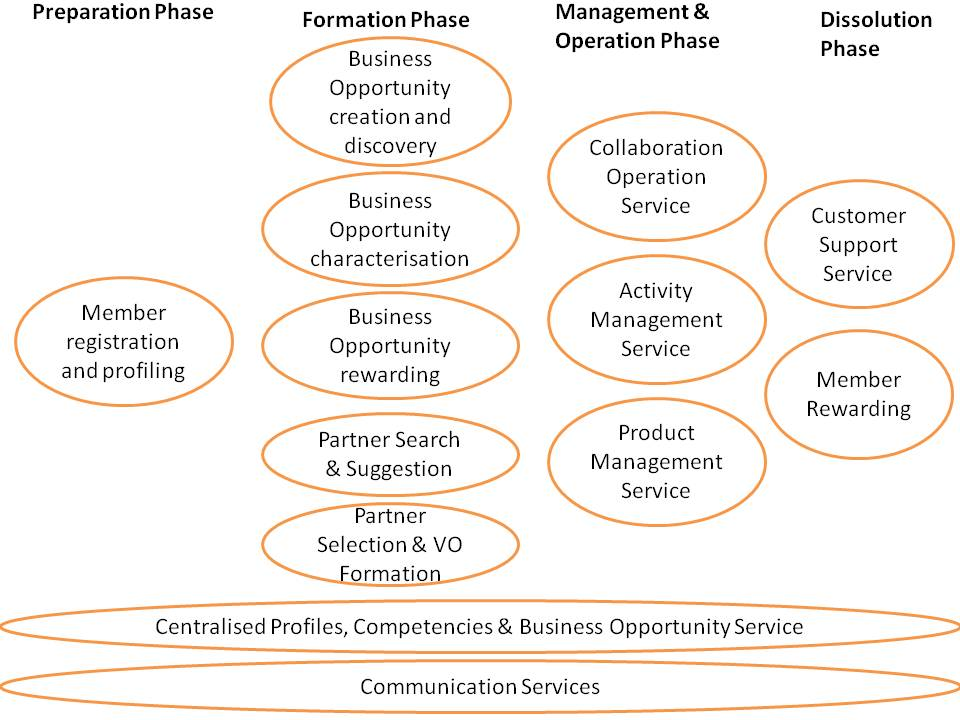 Preparation Phase
Formation Phase
Management &
Operation Phase
Dissolution
Phase
Member
registration
and profiling
Business
Opportunity
creation and
discovery
Business
Opportunity
characterisation
Business
Opportunity
rewarding
Partner Search
& Suggestion
Partner
Selection & VO
Formation
Collaboration
Operation
Service
Activity
Management
Service
Product
Management
Service
Customer
Support
Service
Member
Rewarding
Centralised Profiles, Competencies & Business Opportunity Service
Communication Services